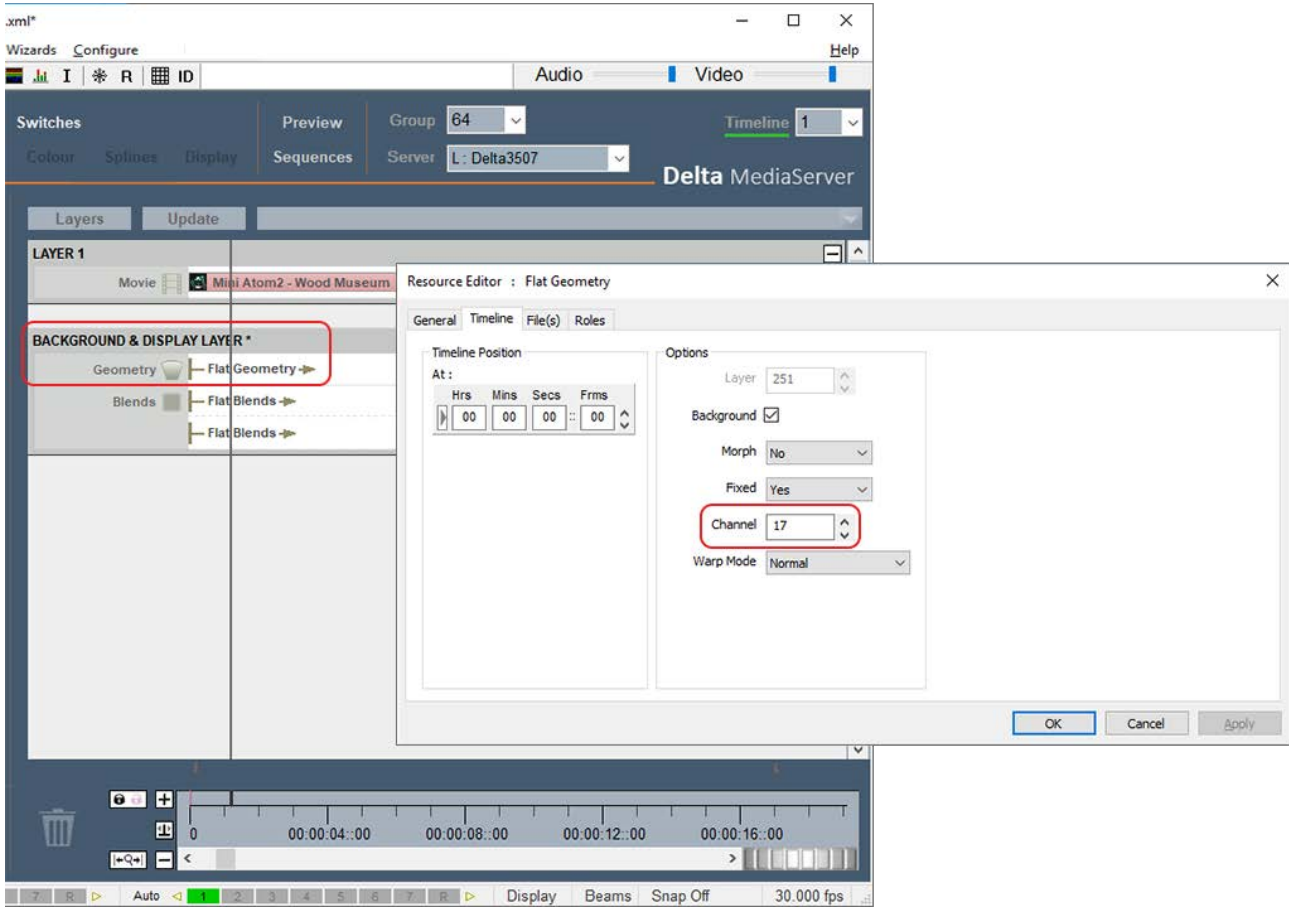 .xml*
Wizards Configure
Help
I R ID Audio Video
Switches Preview Group 64 Timeline 1
Colour Splines Display Sequences Server L : Delta3507
Delta MediaServer
Layers Update
LAYER 1
Movie Mini Atom2 - Wood Museum
BACKGROUND & DISPLAY LAYER *
Geometry Flat Geometry
Blends Flat Blends
Flat Blends
Resource Editor : Flat Geometry
General Timeline File(s) Roles
Timeline Position
At :
Hrs Mins Secs Frms
00 00 00 :: 00
Options
Layer 251
Background
Morph No
Fixed Yes
Channel 17
Warp Mode Normal
OK Cancel Apply
0 00:00:04::00 00:00:08::00 00:00:12::00 00:00:16::00
7 R Auto 1 2 3 4 5 6 7 R Display Beams Snap Off 30.000 fps